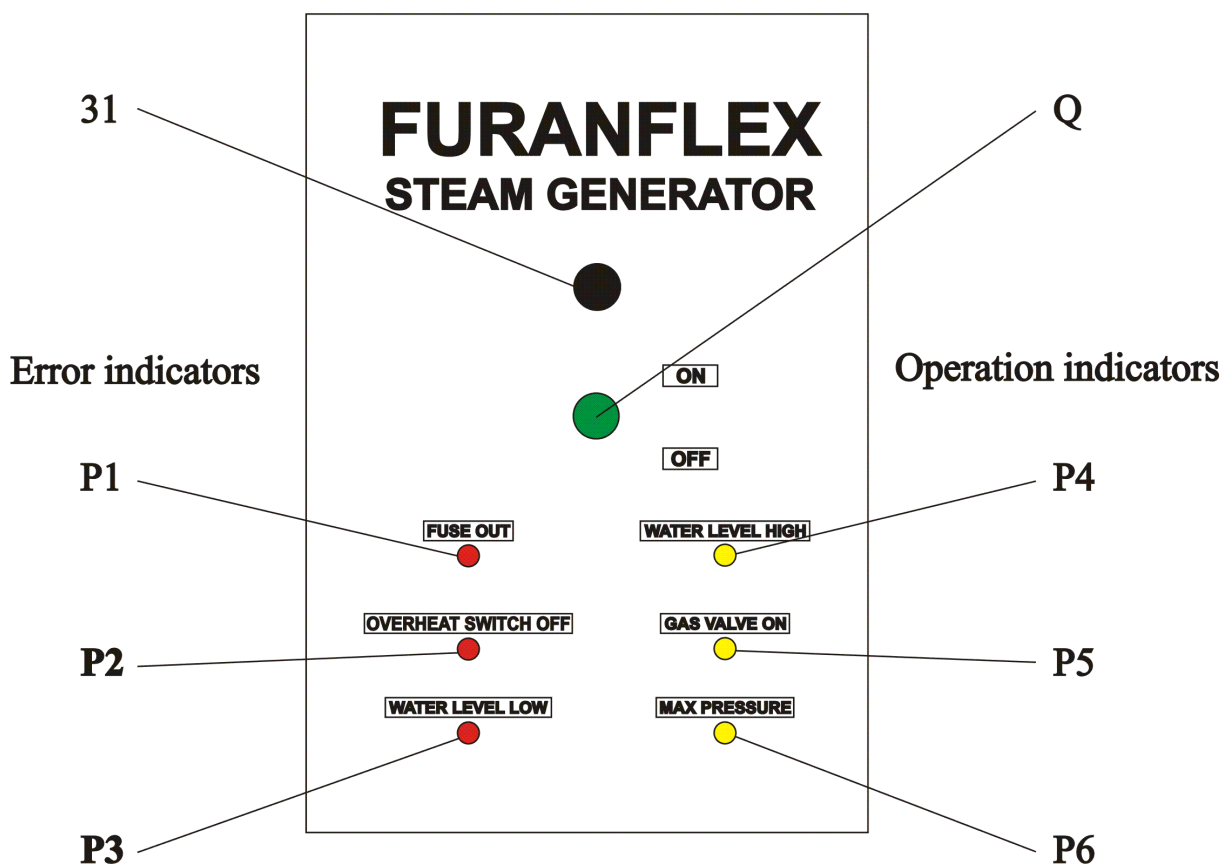 31
Q
FURANFLEX
STEAM GENERATOR
Error indicators
Operation indicators
ON
OFF
P1
P4
FUSE OUT
WATER LEVEL HIGH
OVERHEAT SWITCH OFF
GAS VALVE ON
P2
P5
WATER LEVEL LOW
MAX PRESSURE
P3
P6